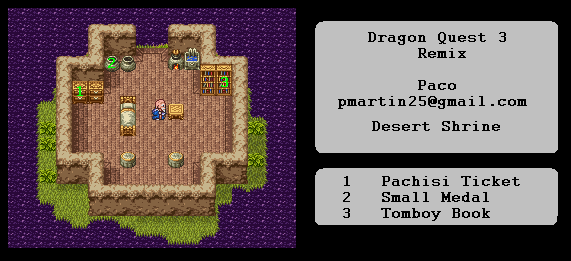 Dragon Quest 3
Remix
Paco
pmartin25@gmail.com
Desert Shrine
1 Pachisi Ticket
2 Small Medal
3 Tomboy Book